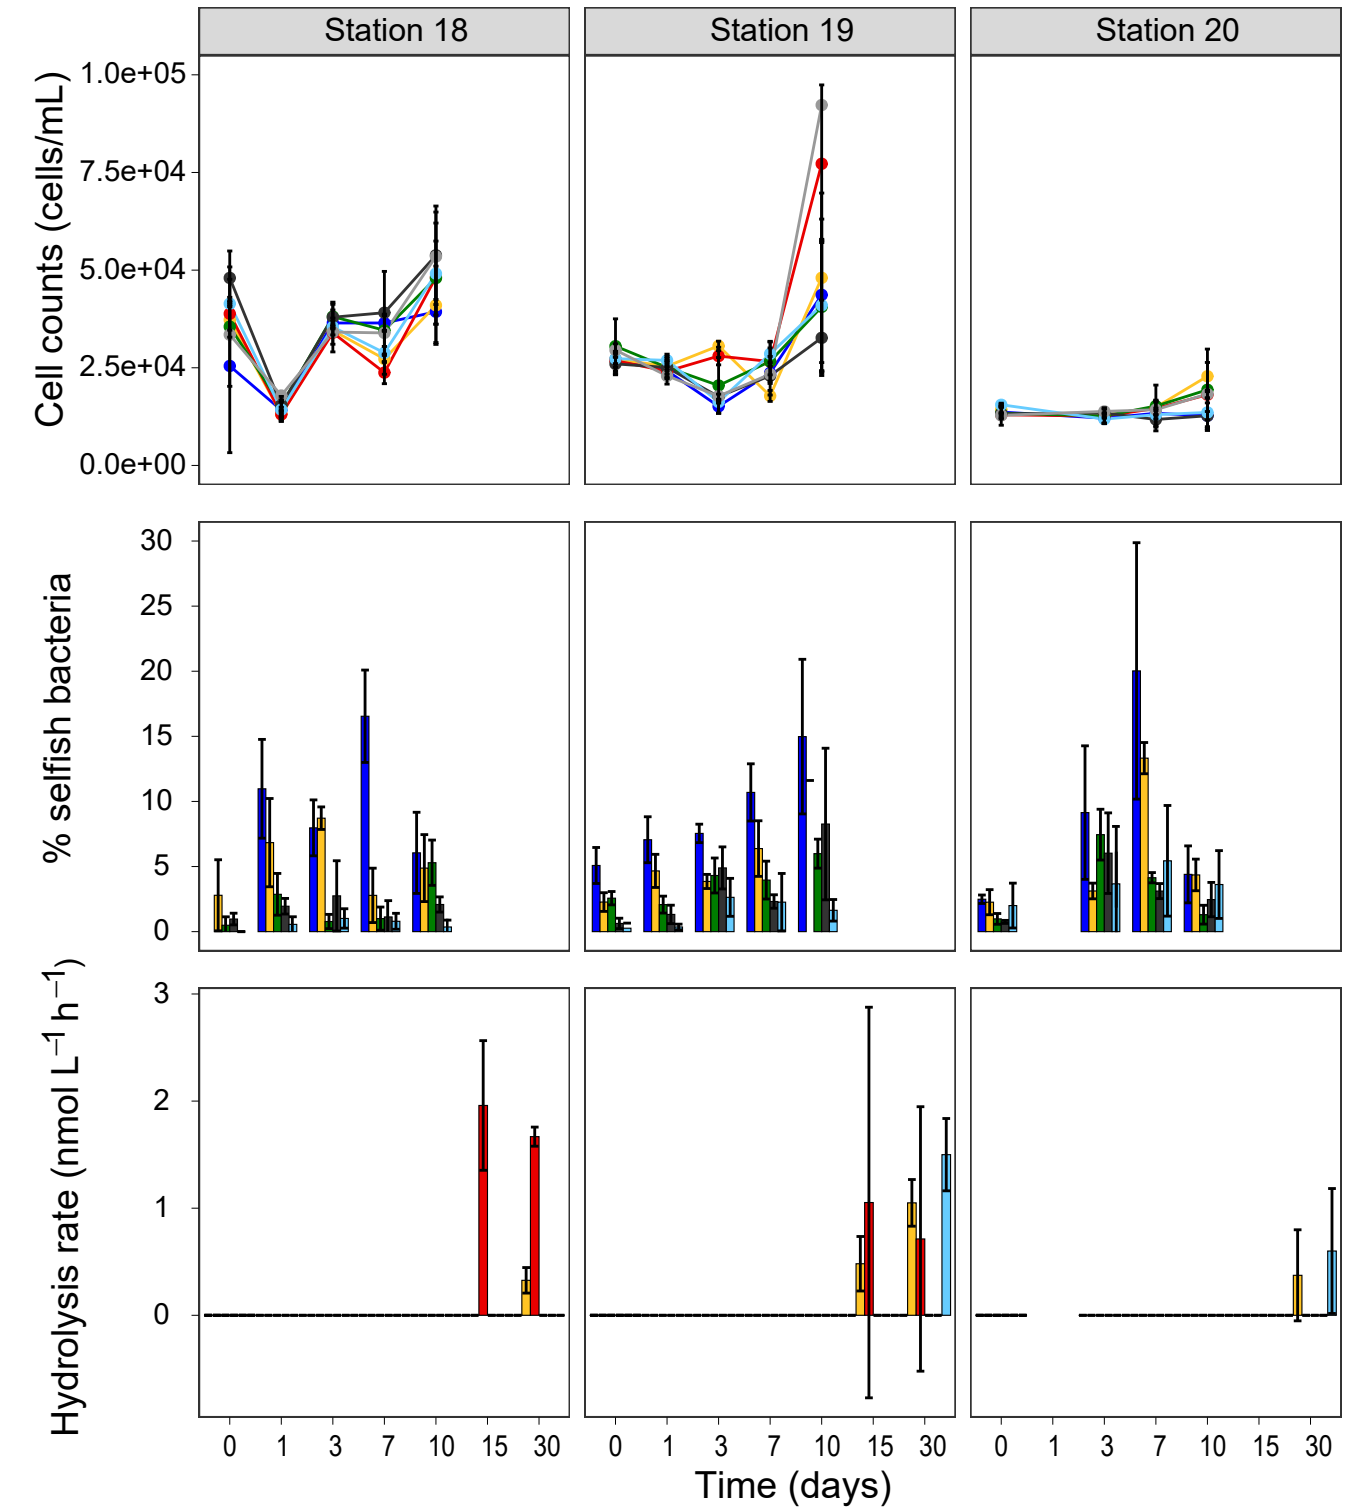 Station 18 Station 19 Station 20
Cell counts (cells/mL)
1.0e+05
7.5e+04
5.0e+04
2.5e+04
0.0e+00
% selfish bacteria
30
25
20
15
10
5
0
Hydrolysis rate (nmol L⁻¹ h⁻¹)
3
2
1
0
0 1 3 7 10 15 30 0 1 3 7 10 15 30 0 1 3 7 10 15 30
Time (days)